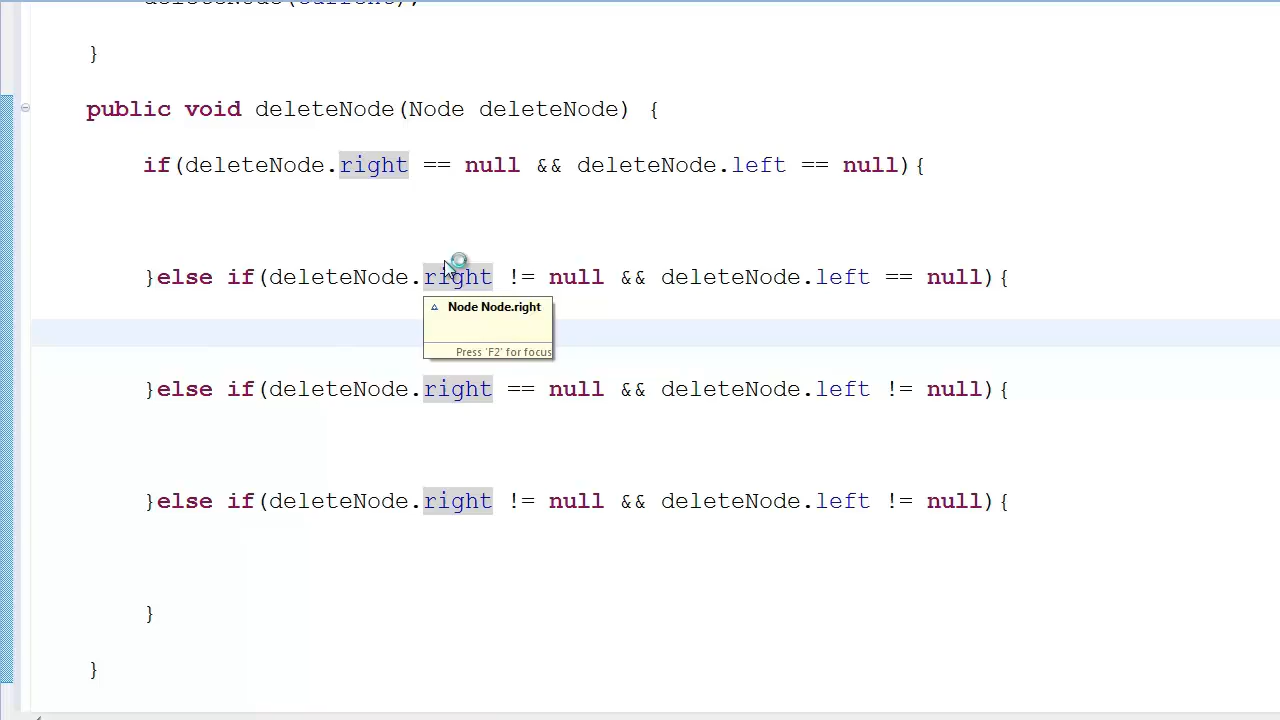 deleteNode(current);
}
public void deleteNode(Node deleteNode) {
if(deleteNode.right == null && deleteNode.left == null){
}else if(deleteNode.right != null && deleteNode.left == null){
Node Node.right
Press 'F2' for focus
}else if(deleteNode.right == null && deleteNode.left != null){
}else if(deleteNode.right != null && deleteNode.left != null){
}
}